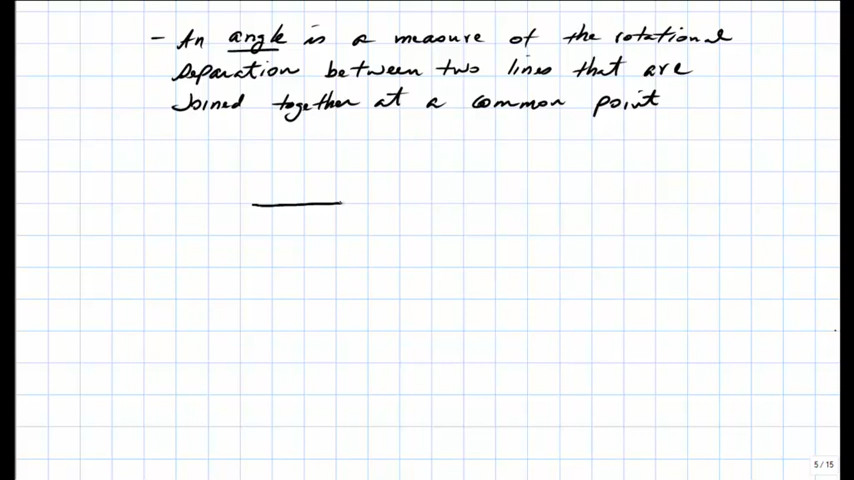 - An angle is a measure of the rotational
separation between two lines that are
joined together at a common point
5 / 15